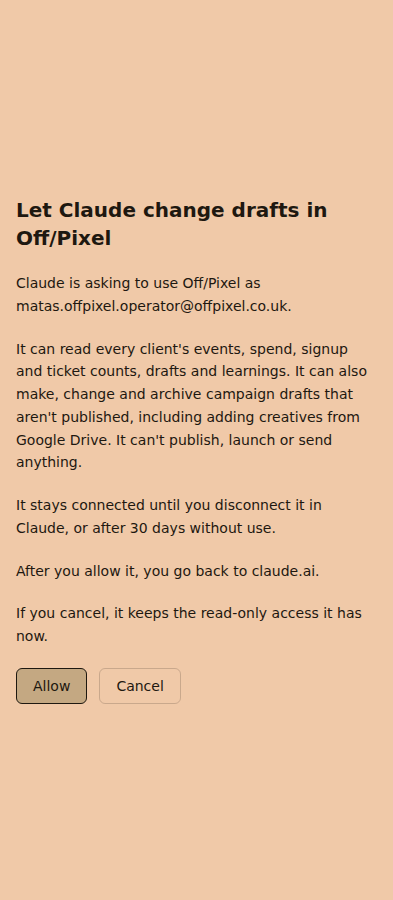 Let Claude change drafts in
Off/Pixel
Claude is asking to use Off/Pixel as
matas.offpixel.operator@offpixel.co.uk.
It can read every client's events, spend, signup
and ticket counts, drafts and learnings. It can also
make, change and archive campaign drafts that
aren't published, including adding creatives from
Google Drive. It can't publish, launch or send
anything.
It stays connected until you disconnect it in
Claude, or after 30 days without use.
After you allow it, you go back to claude.ai.
If you cancel, it keeps the read-only access it has
now.
Allow Cancel